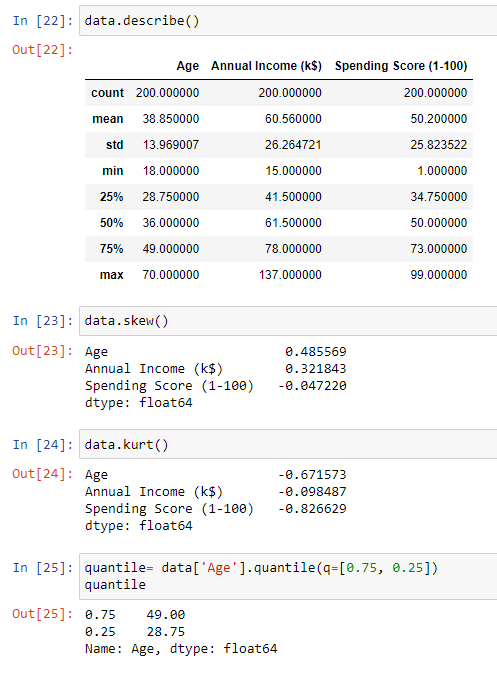 In [22]: data.describe()
Out[22]:
Age Annual Income (k$) Spending Score (1-100)
count 200.000000 200.000000 200.000000
mean 38.850000 60.560000 50.200000
std 13.969007 26.264721 25.823522
min 18.000000 15.000000 1.000000
25% 28.750000 41.500000 34.750000
50% 36.000000 61.500000 50.000000
75% 49.000000 78.000000 73.000000
max 70.000000 137.000000 99.000000
In [23]: data.skew()
Out[23]: Age 0.485569
Annual Income (k$) 0.321843
Spending Score (1-100) -0.047220
dtype: float64
In [24]: data.kurt()
Out[24]: Age -0.671573
Annual Income (k$) -0.098487
Spending Score (1-100) -0.826629
dtype: float64
In [25]: quantile= data['Age'].quantile(q=[0.75, 0.25])
quantile
Out[25]: 0.75 49.00
0.25 28.75
Name: Age, dtype: float64